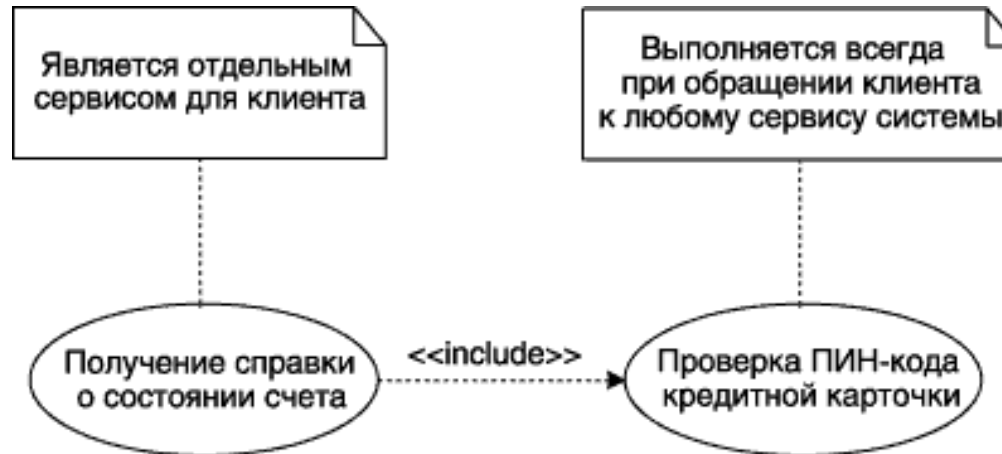 Является отдельным
сервисом для клиента
Выполняется всегда
при обращении клиента
к любому сервису системы
Получение справки
о состоянии счета
<<include>>
Проверка ПИН-кода
кредитной карточки